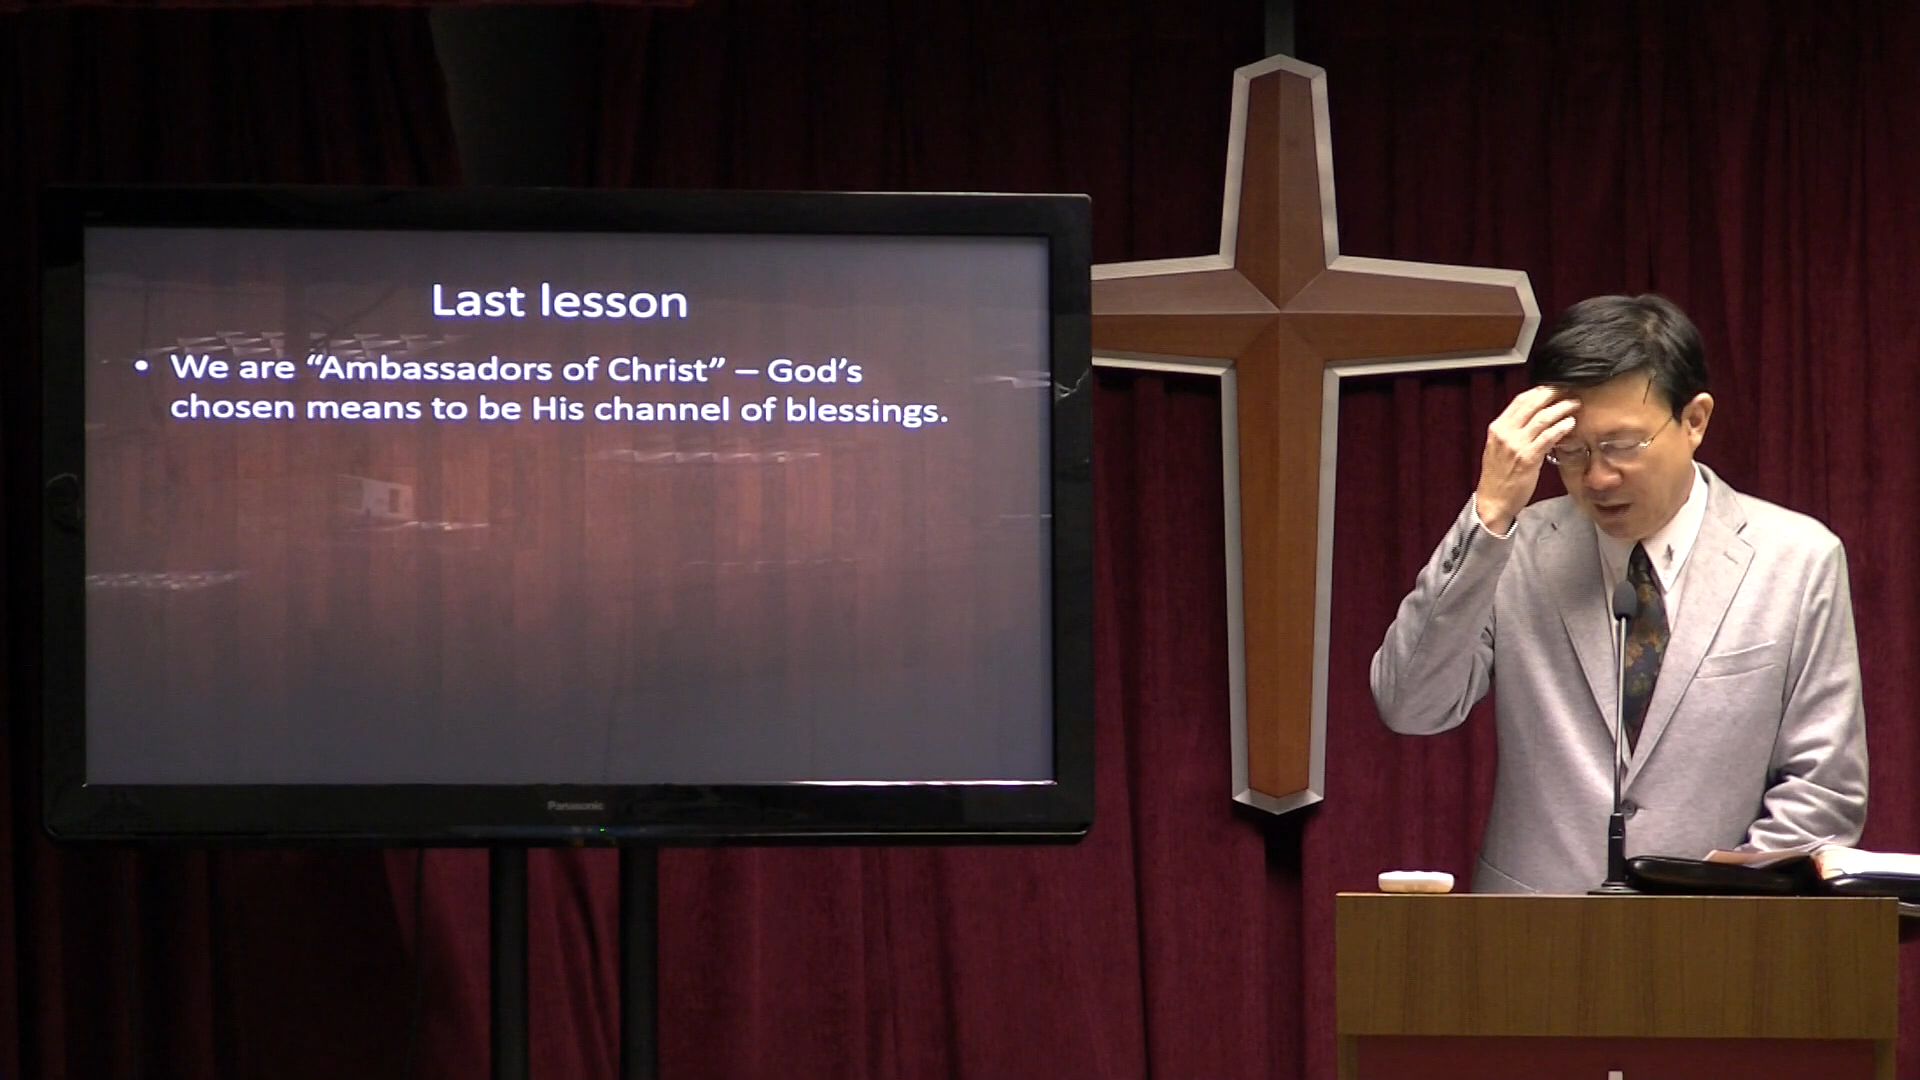 Last lesson
• We are “Ambassadors of Christ” – God’s
chosen means to be His channel of blessings.
Panasonic